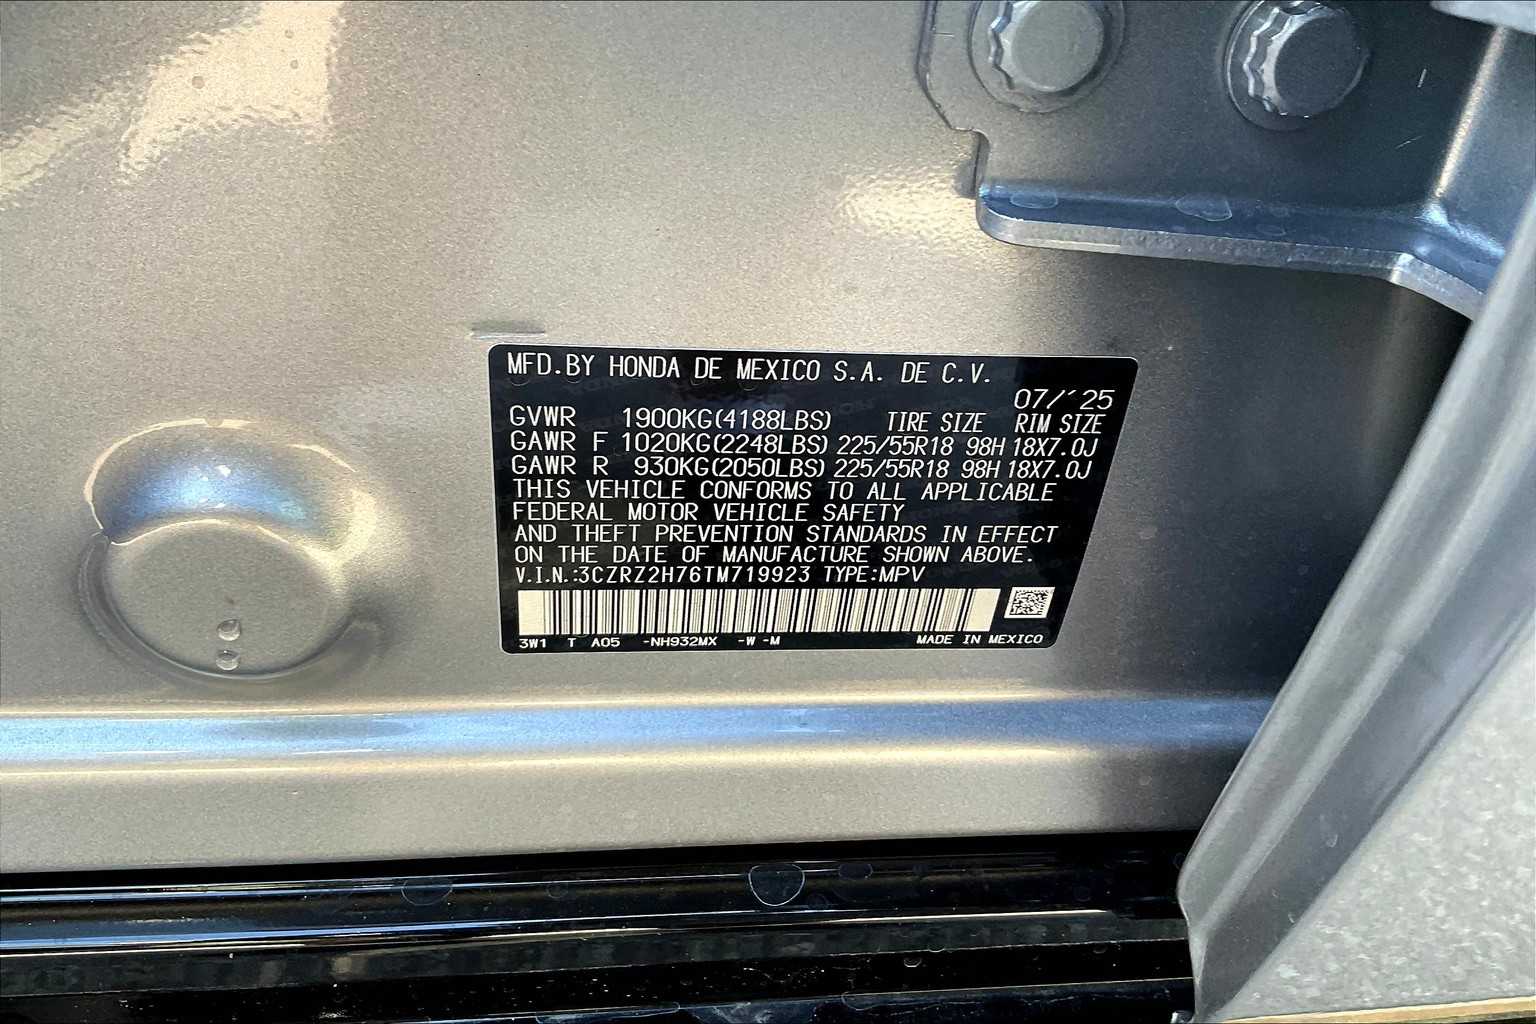 MFD.BY HONDA DE MEXICO S.A. DE C.V.
07/´25
GVWR 1900KG(4188LBS) TIRE SIZE RIM SIZE
GAWR F 1020KG(2248LBS) 225/55R18 98H 18X7.0J
GAWR R 930KG(2050LBS) 225/55R18 98H 18X7.0J
THIS VEHICLE CONFORMS TO ALL APPLICABLE
FEDERAL MOTOR VEHICLE SAFETY
AND THEFT PREVENTION STANDARDS IN EFFECT
ON THE DATE OF MANUFACTURE SHOWN ABOVE.
V.I.N.:3CZRZ2H76TM719923 TYPE:MPV
3W1 T A05 -NH932MX -W -M MADE IN MEXICO